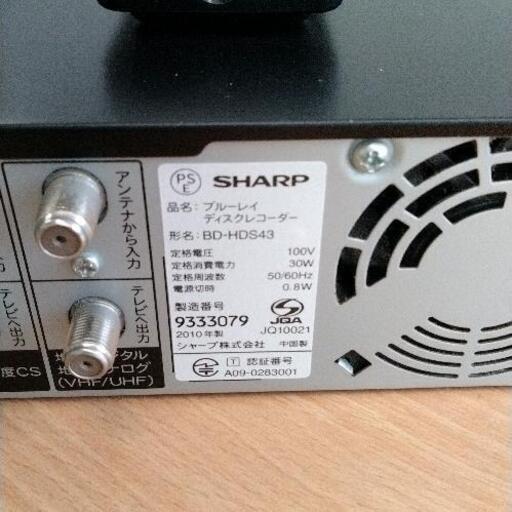 アンテナから入力
テレビへ出力
テレビへ出力
度CS
地 デジタル
地 アナログ
(VHF/UHF)
PS
E
SHARP
品名: ブルーレイ
ディスクレコーダー
形名: BD-HDS43
定格電圧 100V
定格消費電力 30W
定格周波数 50/60Hz
電源切時 0.8W
製造番号
9333079
2010年製
JQA
JQ10021
シャープ株式会社 中国製
T 認証番号
A09-0283001